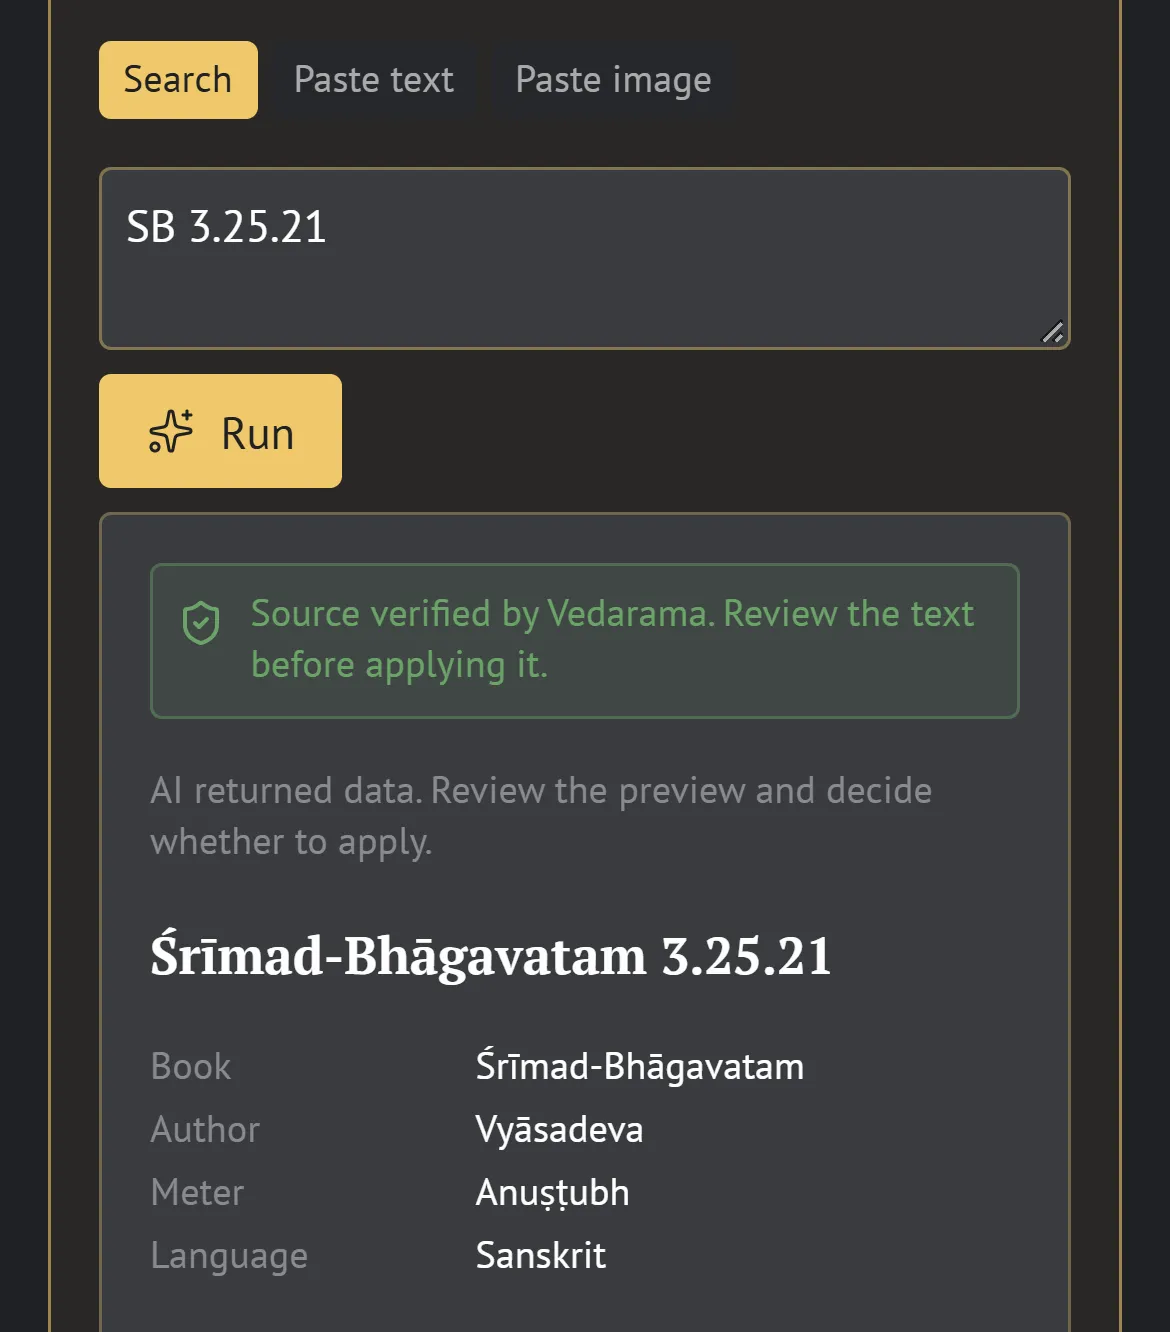 Search Paste text Paste image
SB 3.25.21
Run
Source verified by Vedarama. Review the text
before applying it.
AI returned data. Review the preview and decide
whether to apply.
Śrīmad-Bhāgavatam 3.25.21
Book Śrīmad-Bhāgavatam
Author Vyāsadeva
Meter Anuṣṭubh
Language Sanskrit